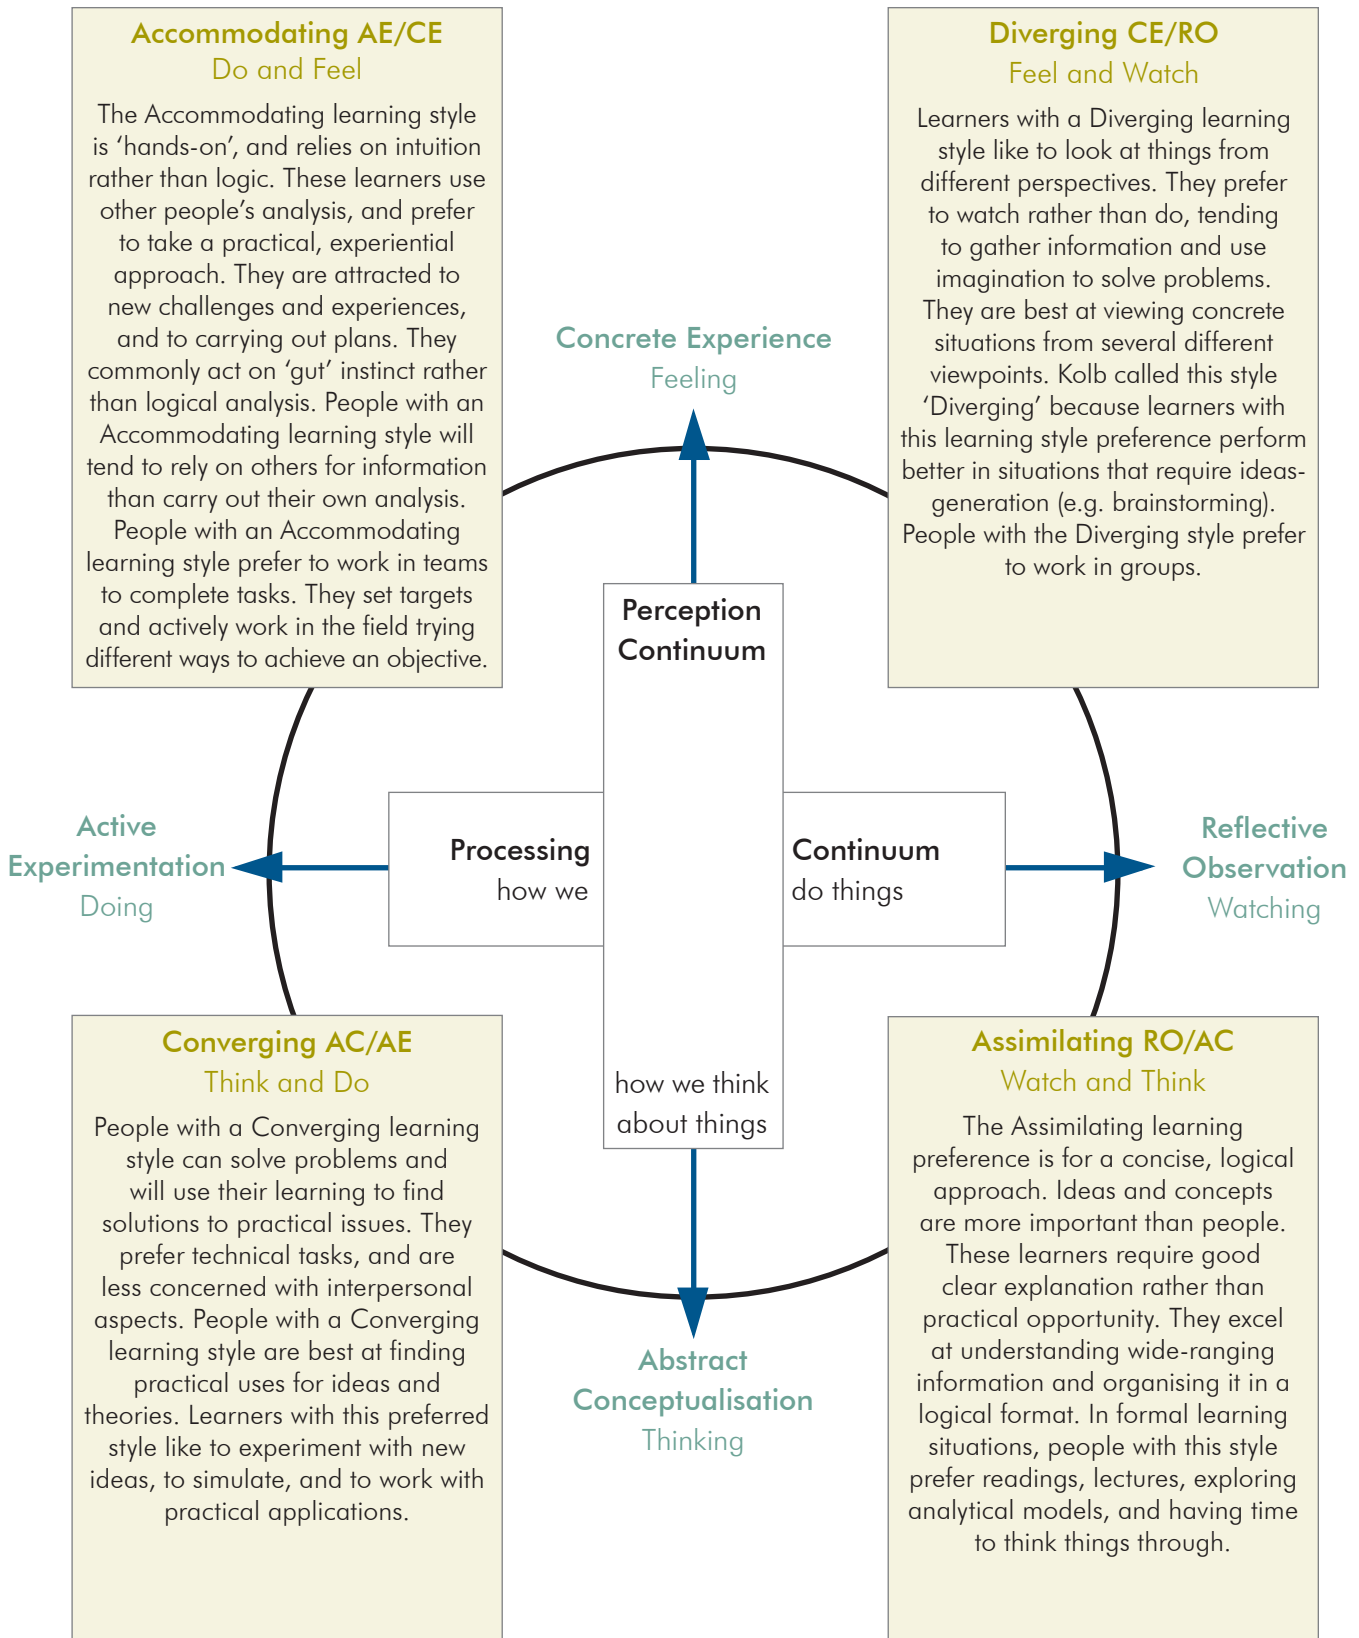 Accommodating AE/CE
Do and Feel
The Accommodating learning style
is ‘hands-on’, and relies on intuition
rather than logic. These learners use
other people’s analysis, and prefer
to take a practical, experiential
approach. They are attracted to
new challenges and experiences,
and to carrying out plans. They
commonly act on ‘gut’ instinct rather
than logical analysis. People with an
Accommodating learning style will
tend to rely on others for information
than carry out their own analysis.
People with an Accommodating
learning style prefer to work in teams
to complete tasks. They set targets
and actively work in the field trying
different ways to achieve an objective.
Diverging CE/RO
Feel and Watch
Learners with a Diverging learning
style like to look at things from
different perspectives. They prefer
to watch rather than do, tending
to gather information and use
imagination to solve problems.
They are best at viewing concrete
situations from several different
viewpoints. Kolb called this style
‘Diverging’ because learners with
this learning style preference perform
better in situations that require ideas-
generation (e.g. brainstorming).
People with the Diverging style prefer
to work in groups.
Concrete Experience
Feeling
Perception
Continuum
how we think
about things
Active
Experimentation
Doing
Processing
how we
Continuum
do things
Reflective
Observation
Watching
Abstract
Conceptualisation
Thinking
Converging AC/AE
Think and Do
People with a Converging learning
style can solve problems and
will use their learning to find
solutions to practical issues. They
prefer technical tasks, and are
less concerned with interpersonal
aspects. People with a Converging
learning style are best at finding
practical uses for ideas and
theories. Learners with this preferred
style like to experiment with new
ideas, to simulate, and to work with
practical applications.
Assimilating RO/AC
Watch and Think
The Assimilating learning
preference is for a concise, logical
approach. Ideas and concepts
are more important than people.
These learners require good
clear explanation rather than
practical opportunity. They excel
at understanding wide-ranging
information and organising it in a
logical format. In formal learning
situations, people with this style
prefer readings, lectures, exploring
analytical models, and having time
to think things through.